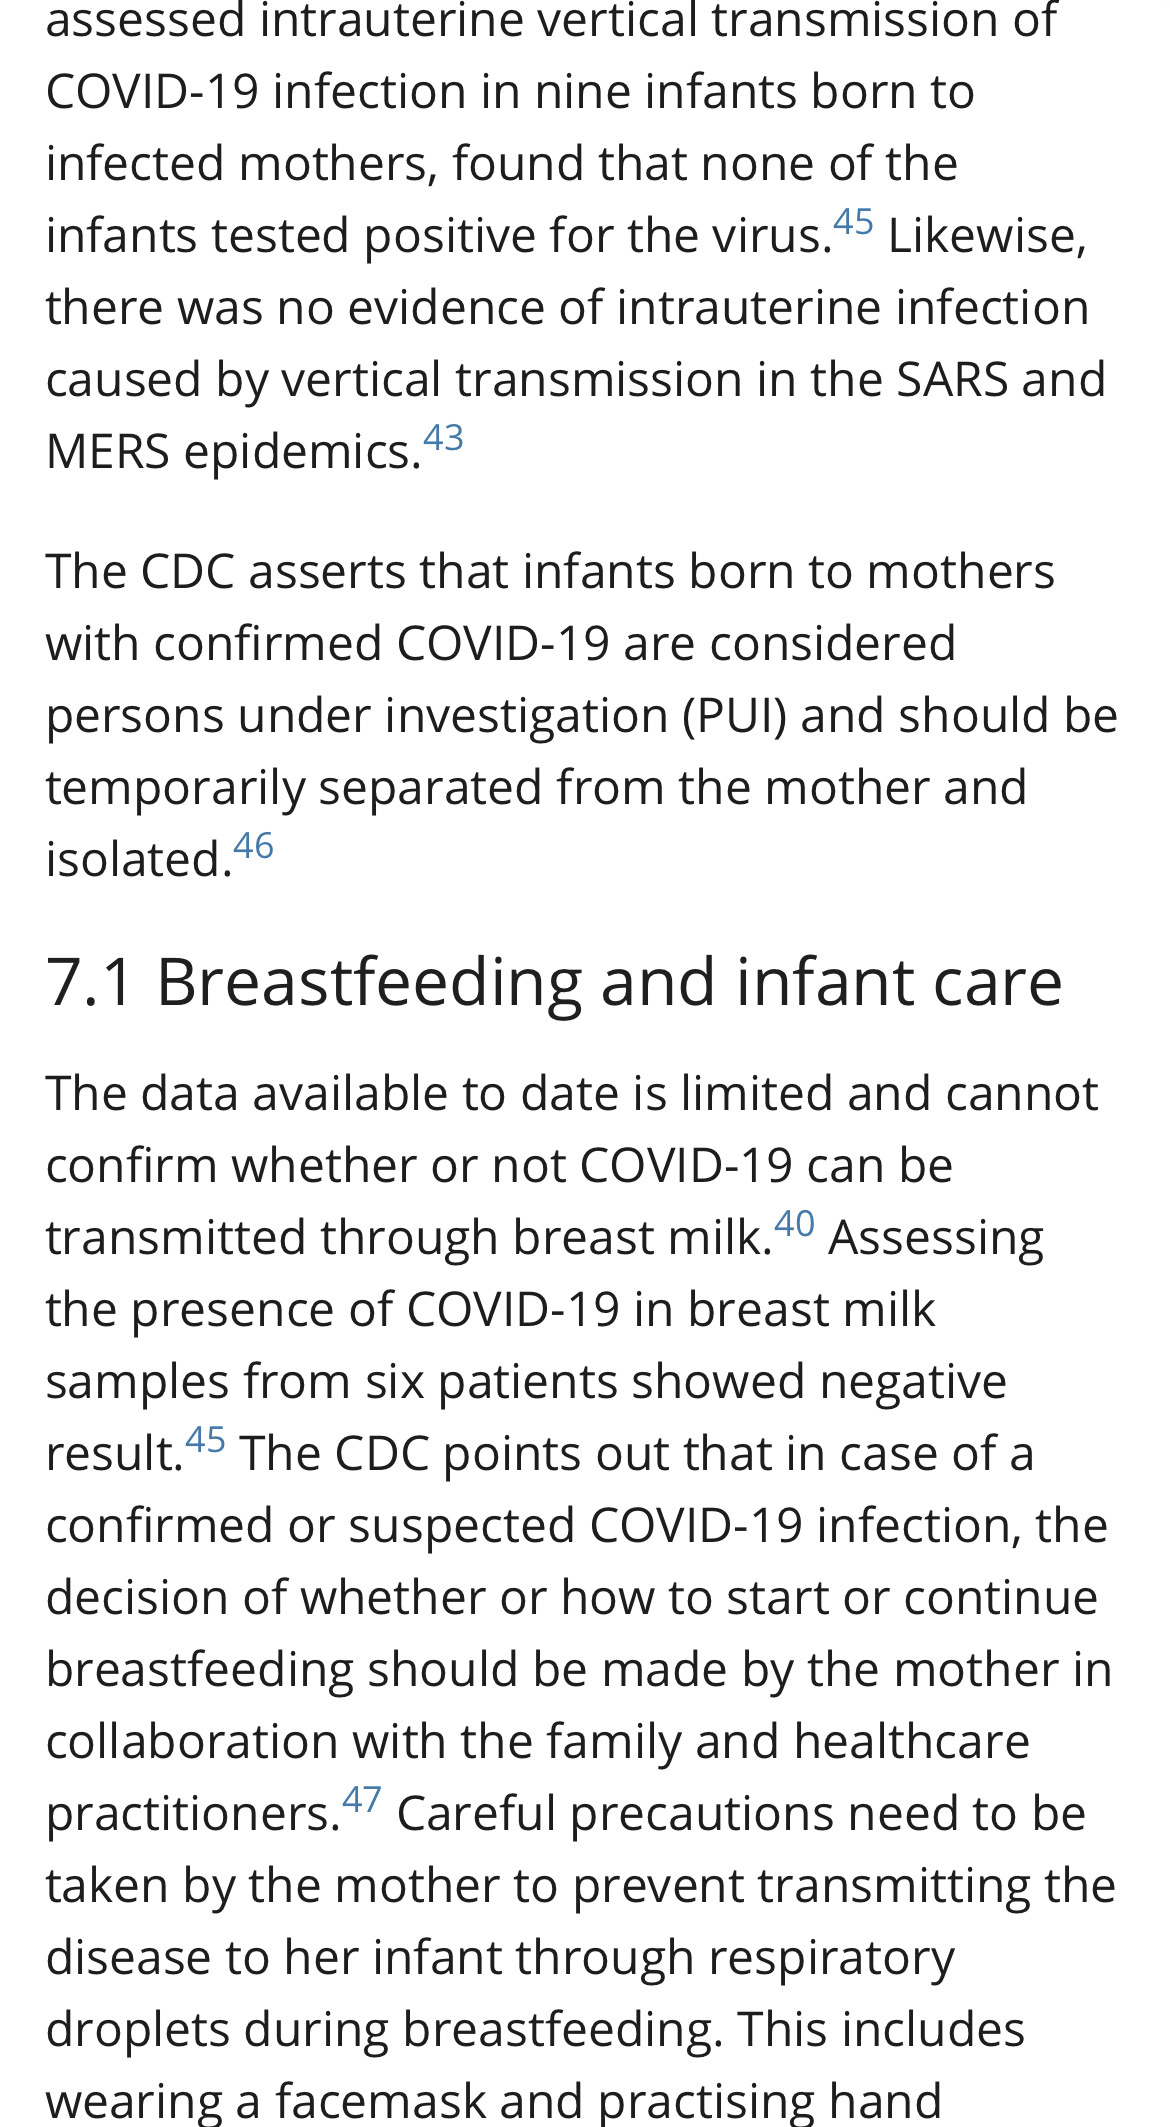 assessed intrauterine vertical transmission of
COVID-19 infection in nine infants born to
infected mothers, found that none of the
infants tested positive for the virus.45 Likewise,
there was no evidence of intrauterine infection
caused by vertical transmission in the SARS and
MERS epidemics.43
The CDC asserts that infants born to mothers
with confirmed COVID-19 are considered
persons under investigation (PUI) and should be
temporarily separated from the mother and
isolated.46
7.1 Breastfeeding and infant care
The data available to date is limited and cannot
confirm whether or not COVID-19 can be
transmitted through breast milk.40 Assessing
the presence of COVID-19 in breast milk
samples from six patients showed negative
result.45 The CDC points out that in case of a
confirmed or suspected COVID-19 infection, the
decision of whether or how to start or continue
breastfeeding should be made by the mother in
collaboration with the family and healthcare
practitioners.47 Careful precautions need to be
taken by the mother to prevent transmitting the
disease to her infant through respiratory
droplets during breastfeeding. This includes
wearing a facemask and practising hand